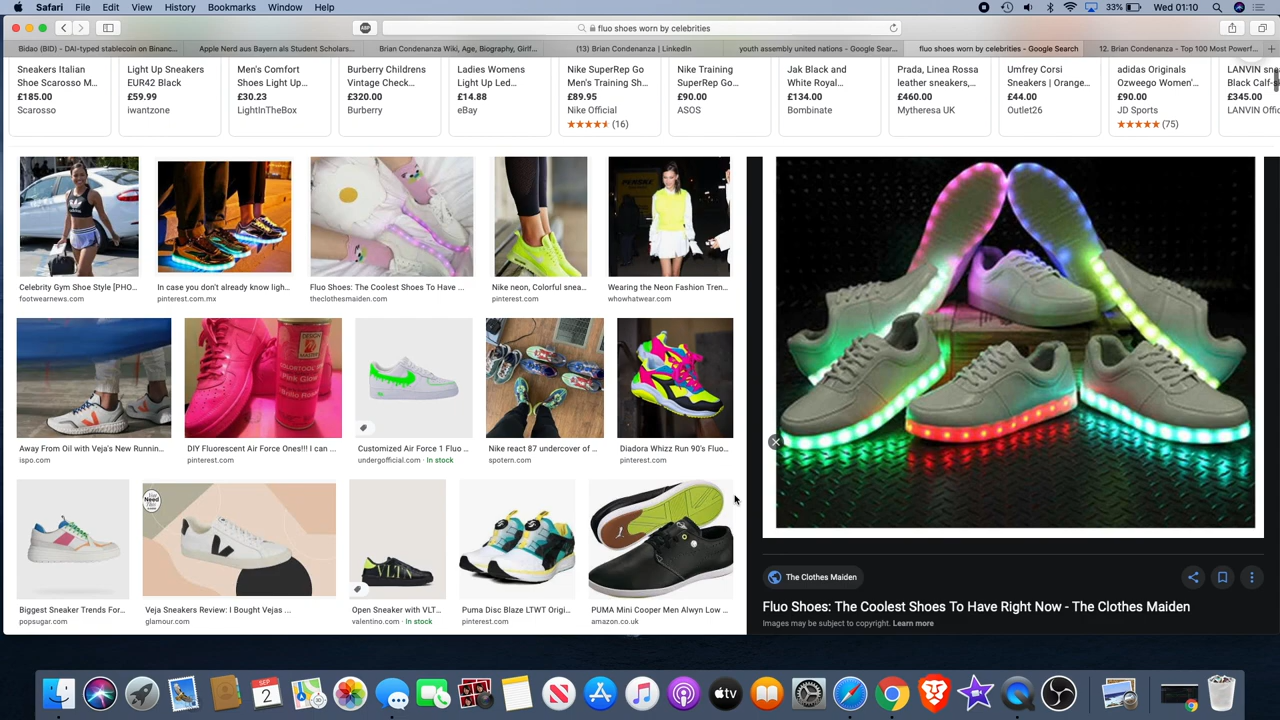 Safari File Edit View History Bookmarks Window Help
33% Wed 01:10
fluo shoes worn by celebrities
Bidao (BID) - DAI-typed stablecoin on Binanc...
Apple Nerd aus Bayern als Student Scholars...
Brian Condenanza Wiki, Age, Biography, Girlf...
(13) Brian Condenanza | LinkedIn
youth assembly united nations - Google Sear...
fluo shoes worn by celebrities - Google Search
12. Brian Condenanza - Top 100 Most Powerf...
Sneakers Italian
Shoe Scarosso M...
£185.00
Scarosso
Light Up Sneakers
EUR42 Black
£59.99
iwantzone
Men's Comfort
Shoes Light Up...
£30.23
LightInTheBox
Burberry Childrens
Vintage Check...
£320.00
Burberry
Ladies Womens
Light Up Led...
£14.88
eBay
Nike SuperRep Go
Men's Training Sh...
£89.95
Nike Official
(16)
Nike Training
SuperRep Go...
£90.00
ASOS
Jak Black and
White Royal...
£134.00
Bombinate
Prada, Linea Rossa
leather sneakers,...
£460.00
Mytheresa UK
Umfrey Corsi
Sneakers | Orange...
£44.00
Outlet26
adidas Originals
Ozweego Women'...
£90.00
JD Sports
(75)
LANVIN sne
Black Calf-s
£345.00
LANVIN Offi
Celebrity Gym Shoe Style [PHO...
footwearnews.com
In case you don't already know ligh...
pinterest.com.mx
Fluo Shoes: The Coolest Shoes To Have ...
theclothesmaiden.com
Nike neon, Colorful snea...
pinterest.com
Wearing the Neon Fashion Tren...
whowhatwear.com
Away From Oil with Veja's New Runnin...
ispo.com
DIY Fluorescent Air Force Ones!!! I can ...
pinterest.com
Customized Air Force 1 Fluo ...
undergofficial.com · In stock
Nike react 87 undercover of ...
spotern.com
Diadora Whizz Run 90's Fluo...
pinterest.com
VLTN
Biggest Sneaker Trends For...
popsugar.com
Veja Sneakers Review: I Bought Vejas ...
glamour.com
Open Sneaker with VLT...
valentino.com · In stock
Puma Disc Blaze LTWT Origi...
pinterest.com
PUMA Mini Cooper Men Alwyn Low ...
amazon.co.uk
The Clothes Maiden
Fluo Shoes: The Coolest Shoes To Have Right Now - The Clothes Maiden
Images may be subject to copyright. Learn more
SEP
2
tv